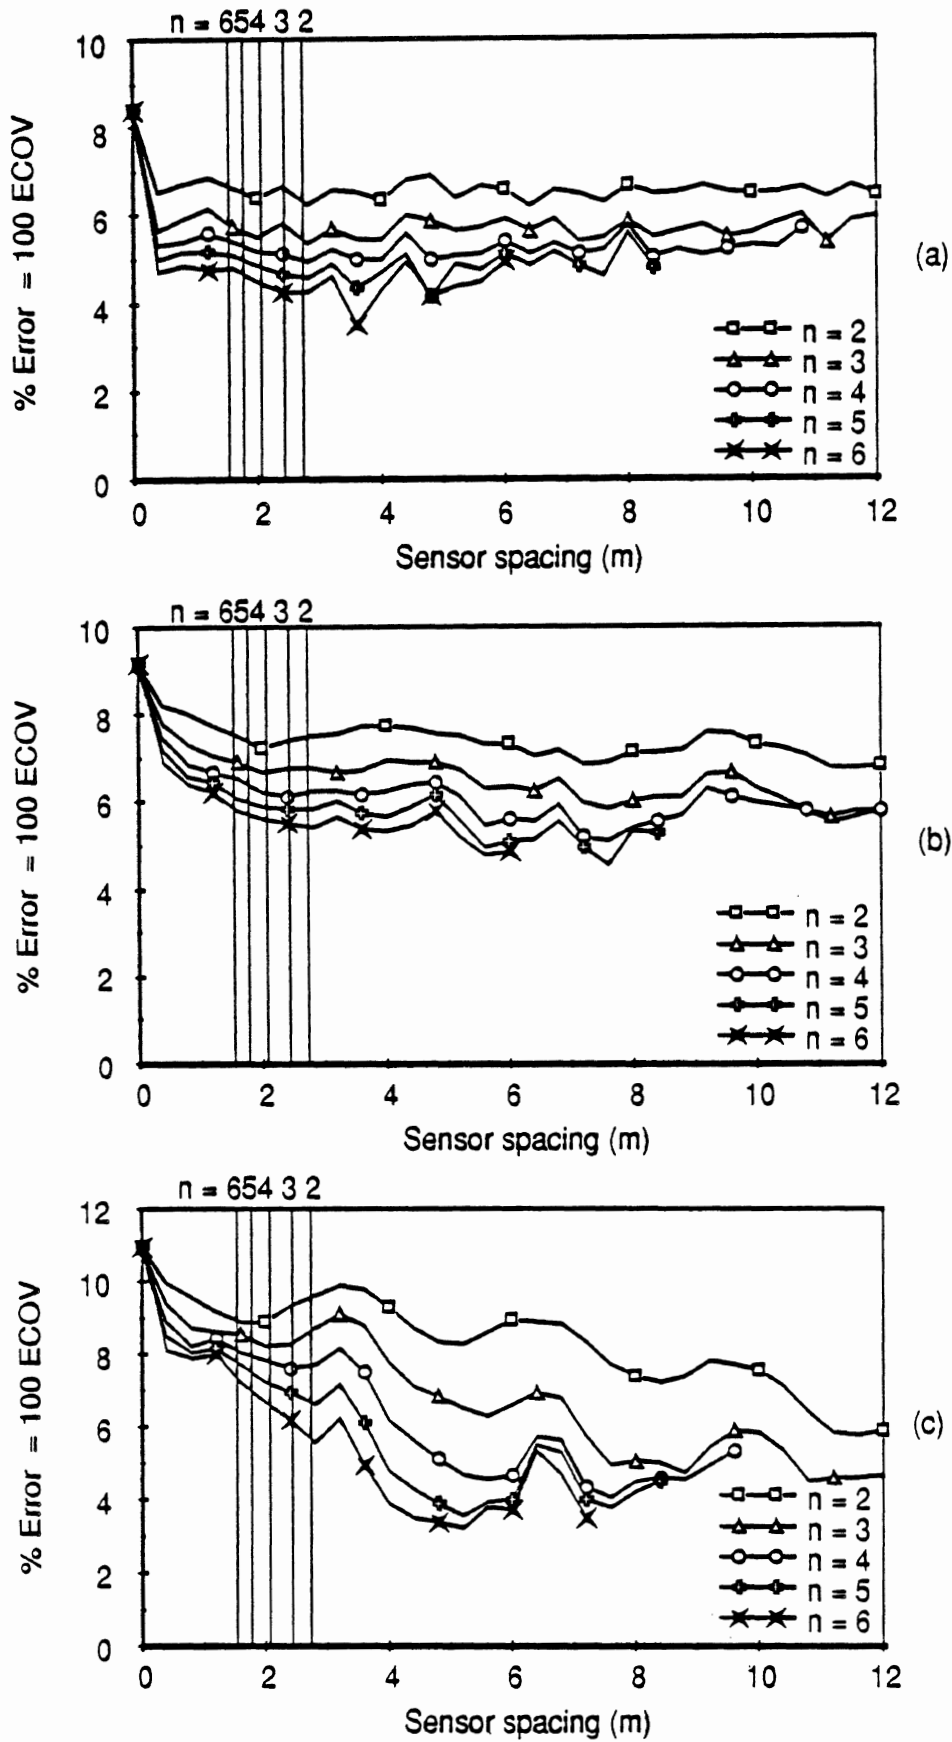 n = 654 3 2
10
8
6
4
2
0
% Error = 100 ECOV
0 2 4 6 8 10 12
Sensor spacing (m)
n = 2
n = 3
n = 4
n = 5
n = 6
(a)
n = 654 3 2
10
8
6
4
2
0
% Error = 100 ECOV
0 2 4 6 8 10 12
Sensor spacing (m)
n = 2
n = 3
n = 4
n = 5
n = 6
(b)
n = 654 3 2
12
10
8
6
4
2
0
% Error = 100 ECOV
0 2 4 6 8 10 12
Sensor spacing (m)
n = 2
n = 3
n = 4
n = 5
n = 6
(c)